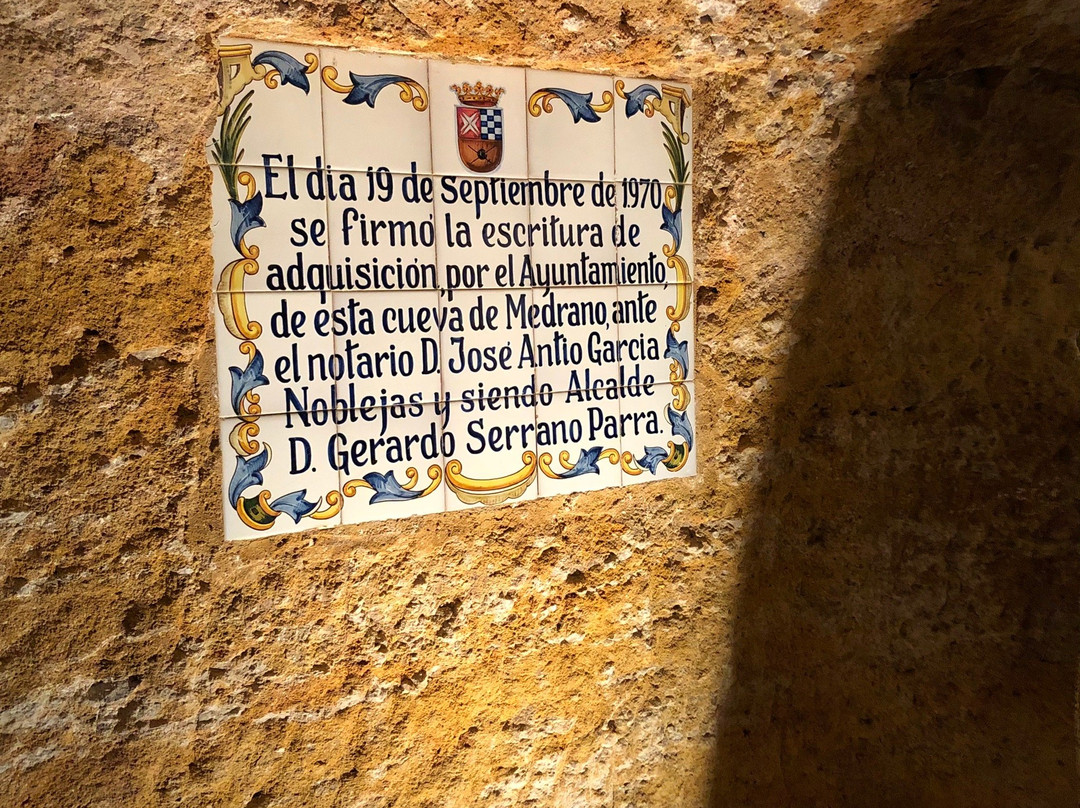 El dia 19 de Septiembre de 1970,
se firmó la escritura de
adquisición, por el Ayuntamiento,
de esta cueva de Medrano, ante
el notario D. José Antio Garcia
Noblejas y siendo Alcalde
D. Gerardo Serrano Parra.